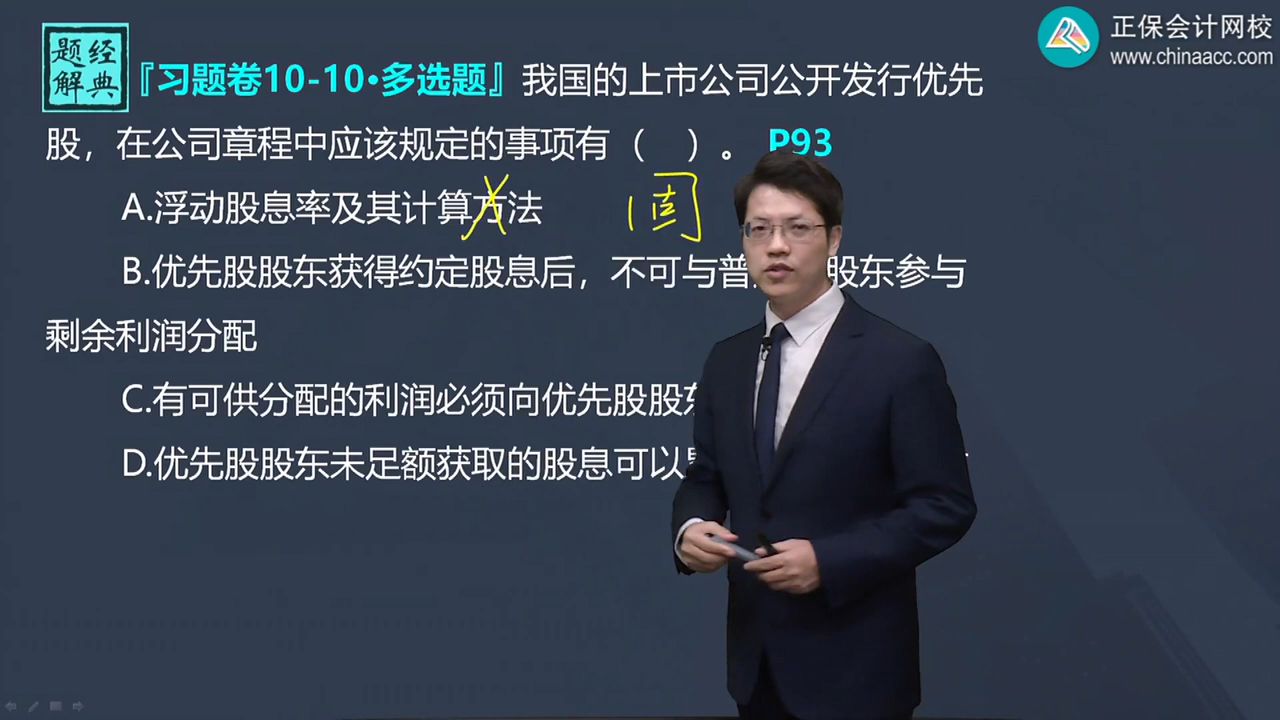 经典题解
『习题卷10-10·多选题』我国的上市公司公开发行优先
股，在公司章程中应该规定的事项有（ ）。 P93
A.浮动股息率及其计算方法
固
B.优先股股东获得约定股息后，不可与普 股东参与
剩余利润分配
C.有可供分配的利润必须向优先股股东
D.优先股股东未足额获取的股息可以
正保会计网校
www.chinaacc.com